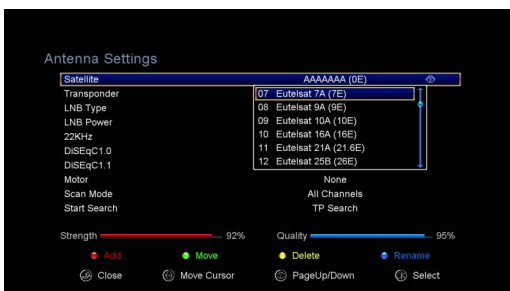 Antenna Settings
Satellite AAAAAAA (0E)
Transponder 07 Eutelsat 7A (7E)
LNB Type 08 Eutelsat 9A (9E)
LNB Power 09 Eutelsat 10A (10E)
22KHz 10 Eutelsat 16A (16E)
DiSEqC1.0 11 Eutelsat 21A (21.6E)
DiSEqC1.1 12 Eutelsat 25B (26E)
Motor None
Scan Mode All Channels
Start Search TP Search
Strength 92% Quality 95%
Add Move Delete Rename
Close Move Cursor PageUp/Down Select